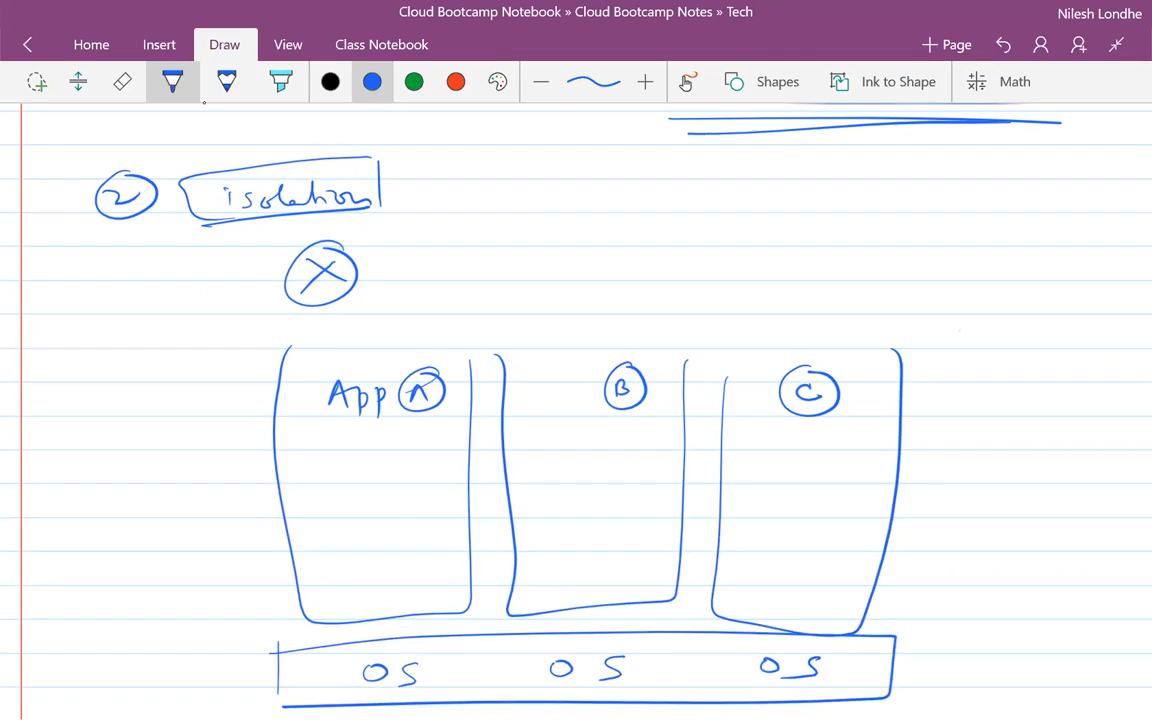 Cloud Bootcamp Notebook » Cloud Bootcamp Notes » Tech
Nilesh Londhe
Home Insert Draw View Class Notebook
Page
Shapes Ink to Shape Math
2 isolation
X
App A B C
OS OS OS